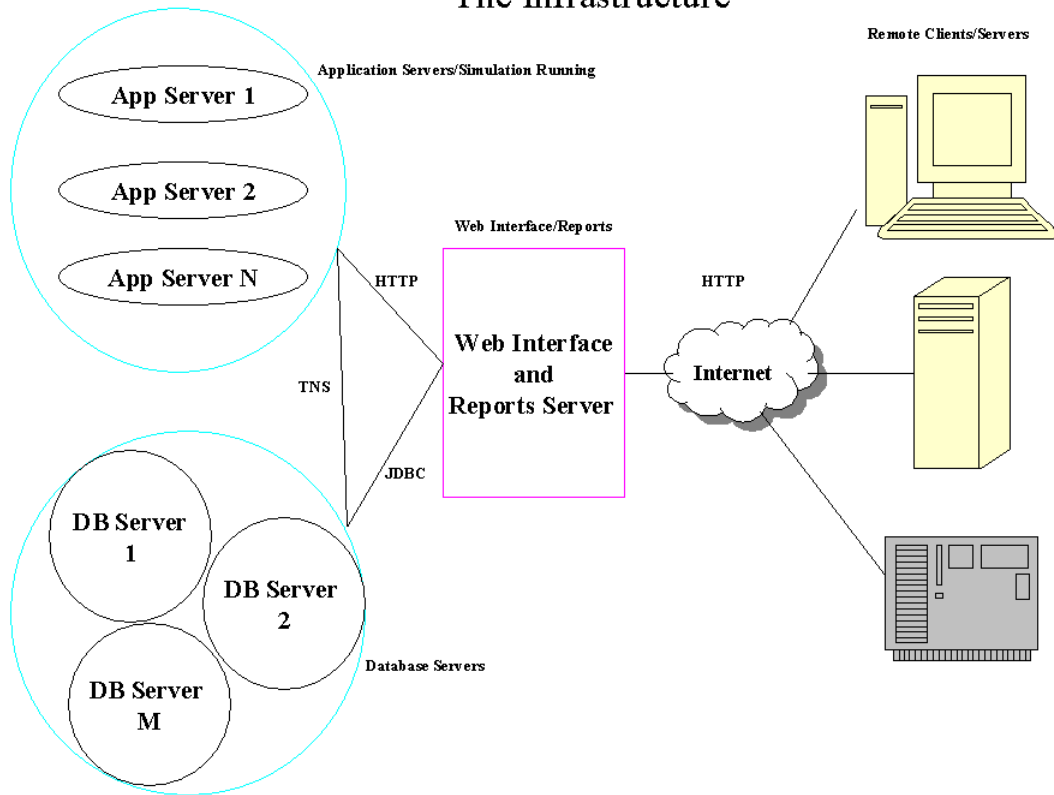 The Infrastructure
Remote Clients/Servers
Application Servers/Simulation Running
App Server 1
App Server 2
App Server N
Web Interface/Reports
HTTP
HTTP
Web Interface
and
Reports Server
Internet
TNS
JDBC
DB Server
1
DB Server
2
DB Server
M
Database Servers